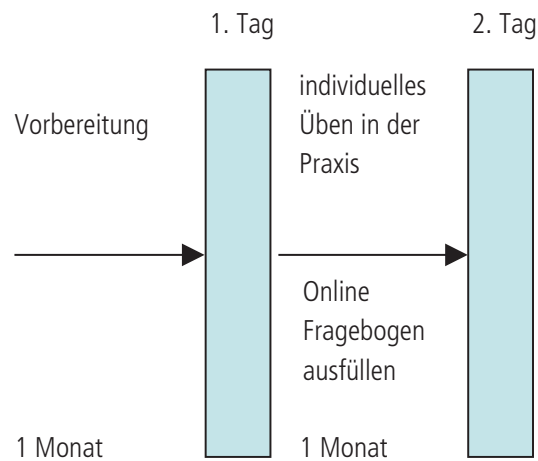 1. Tag
2. Tag
Vorbereitung
individuelles
Üben in der
Praxis
Online
Fragebogen
ausfüllen
1 Monat
1 Monat